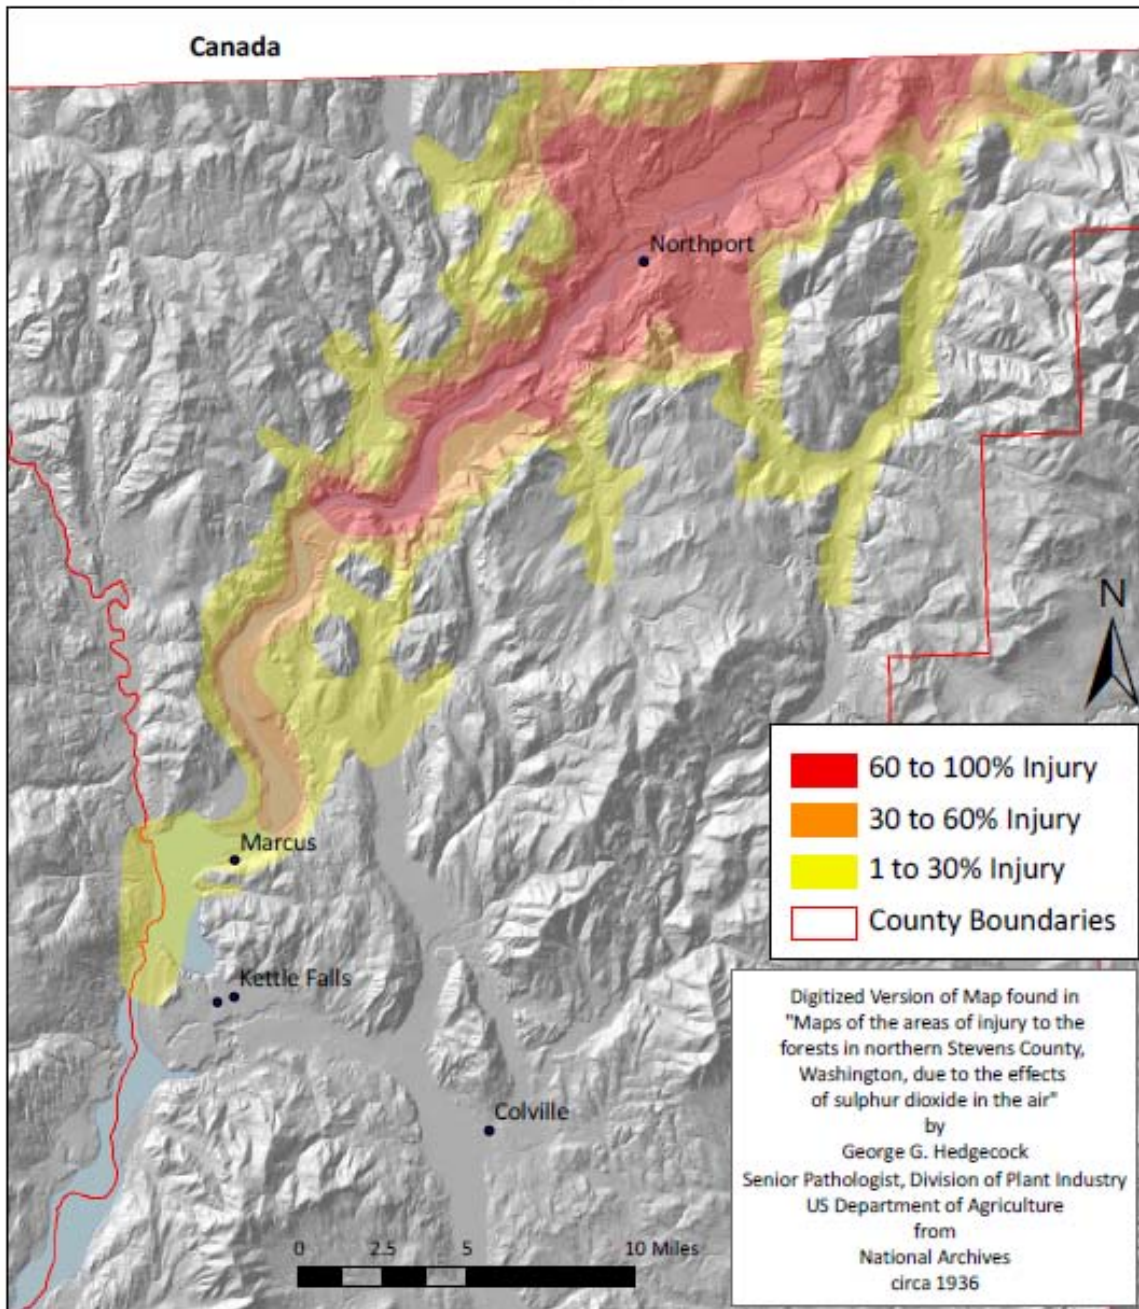 Canada
Northport
N
60 to 100% Injury
30 to 60% Injury
1 to 30% Injury
County Boundaries
Marcus
Kettle Falls
Colville
0 2.5 5 10 Miles
Digitized Version of Map found in
"Maps of the areas of injury to the
forests in northern Stevens County,
Washington, due to the effects
of sulphur dioxide in the air"
by
George G. Hedgecock
Senior Pathologist, Division of Plant Industry
US Department of Agriculture
from
National Archives
circa 1936